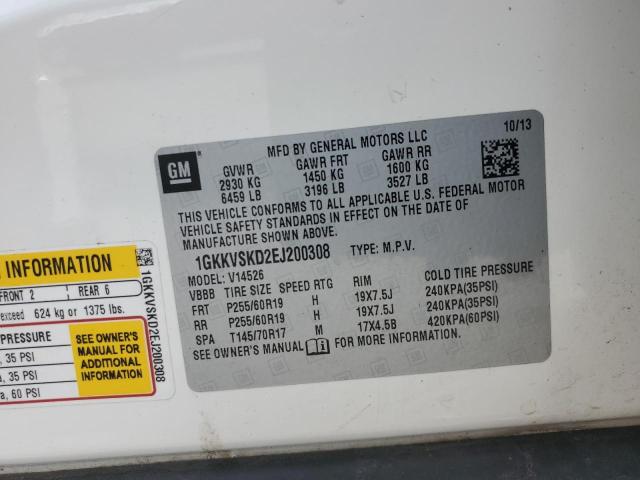 MFD BY GENERAL MOTORS LLC
10/13
GM
GVWR GAWR FRT GAWR RR
2930 KG 1450 KG 1600 KG
6459 LB 3196 LB 3527 LB
THIS VEHICLE CONFORMS TO ALL APPLICABLE U.S. FEDERAL MOTOR
VEHICLE SAFETY STANDARDS IN EFFECT ON THE DATE OF
MANUFACTURE SHOWN ABOVE.
1GKKVSKD2EJ200308 TYPE: M.P.V.
MODEL: V14526
VBBB TIRE SIZE SPEED RTG RIM COLD TIRE PRESSURE
FRT P255/60R19 H 19X7.5J 240KPA(35PSI)
RR P255/60R19 H 19X7.5J 240KPA(35PSI)
SPA T145/70R17 M 17X4.5B 420KPA(60PSI)
SEE OWNER'S MANUAL FOR MORE INFORMATION.
INFORMATION
FRONT 2 REAR 6
exceed 624 kg or 1375 lbs.
PRESSURE
, 35 PSI
a, 35 PSI
a, 60 PSI
SEE OWNER'S
MANUAL FOR
ADDITIONAL
INFORMATION
1GKKVSKD2EJ200308